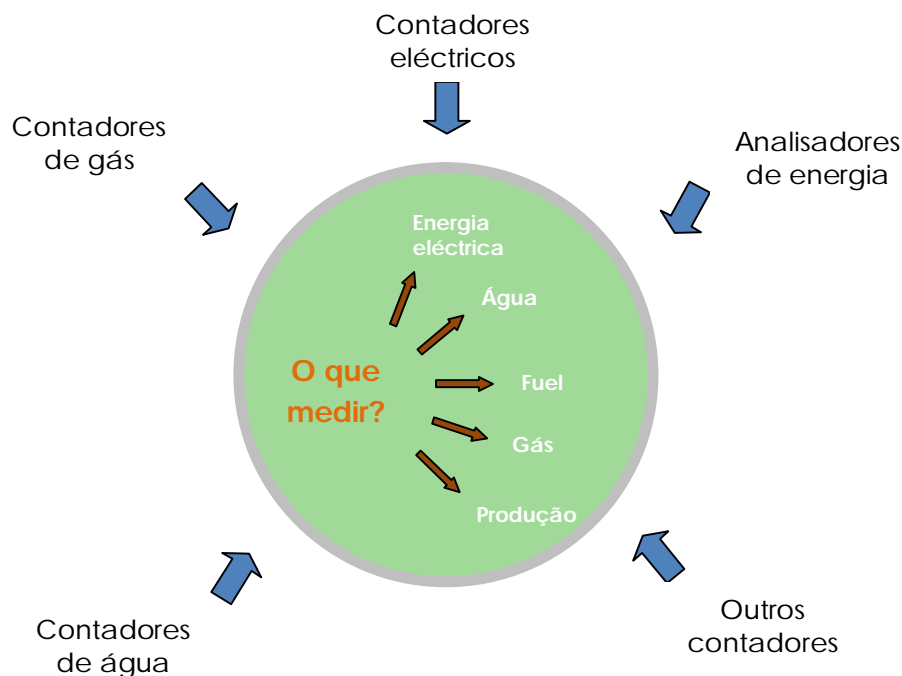 Contadores
eléctricos
Contadores
de gás
Analisadores
de energia
Energia
eléctrica
Água
O que
medir?
Fuel
Gás
Produção
Contadores
de água
Outros
contadores